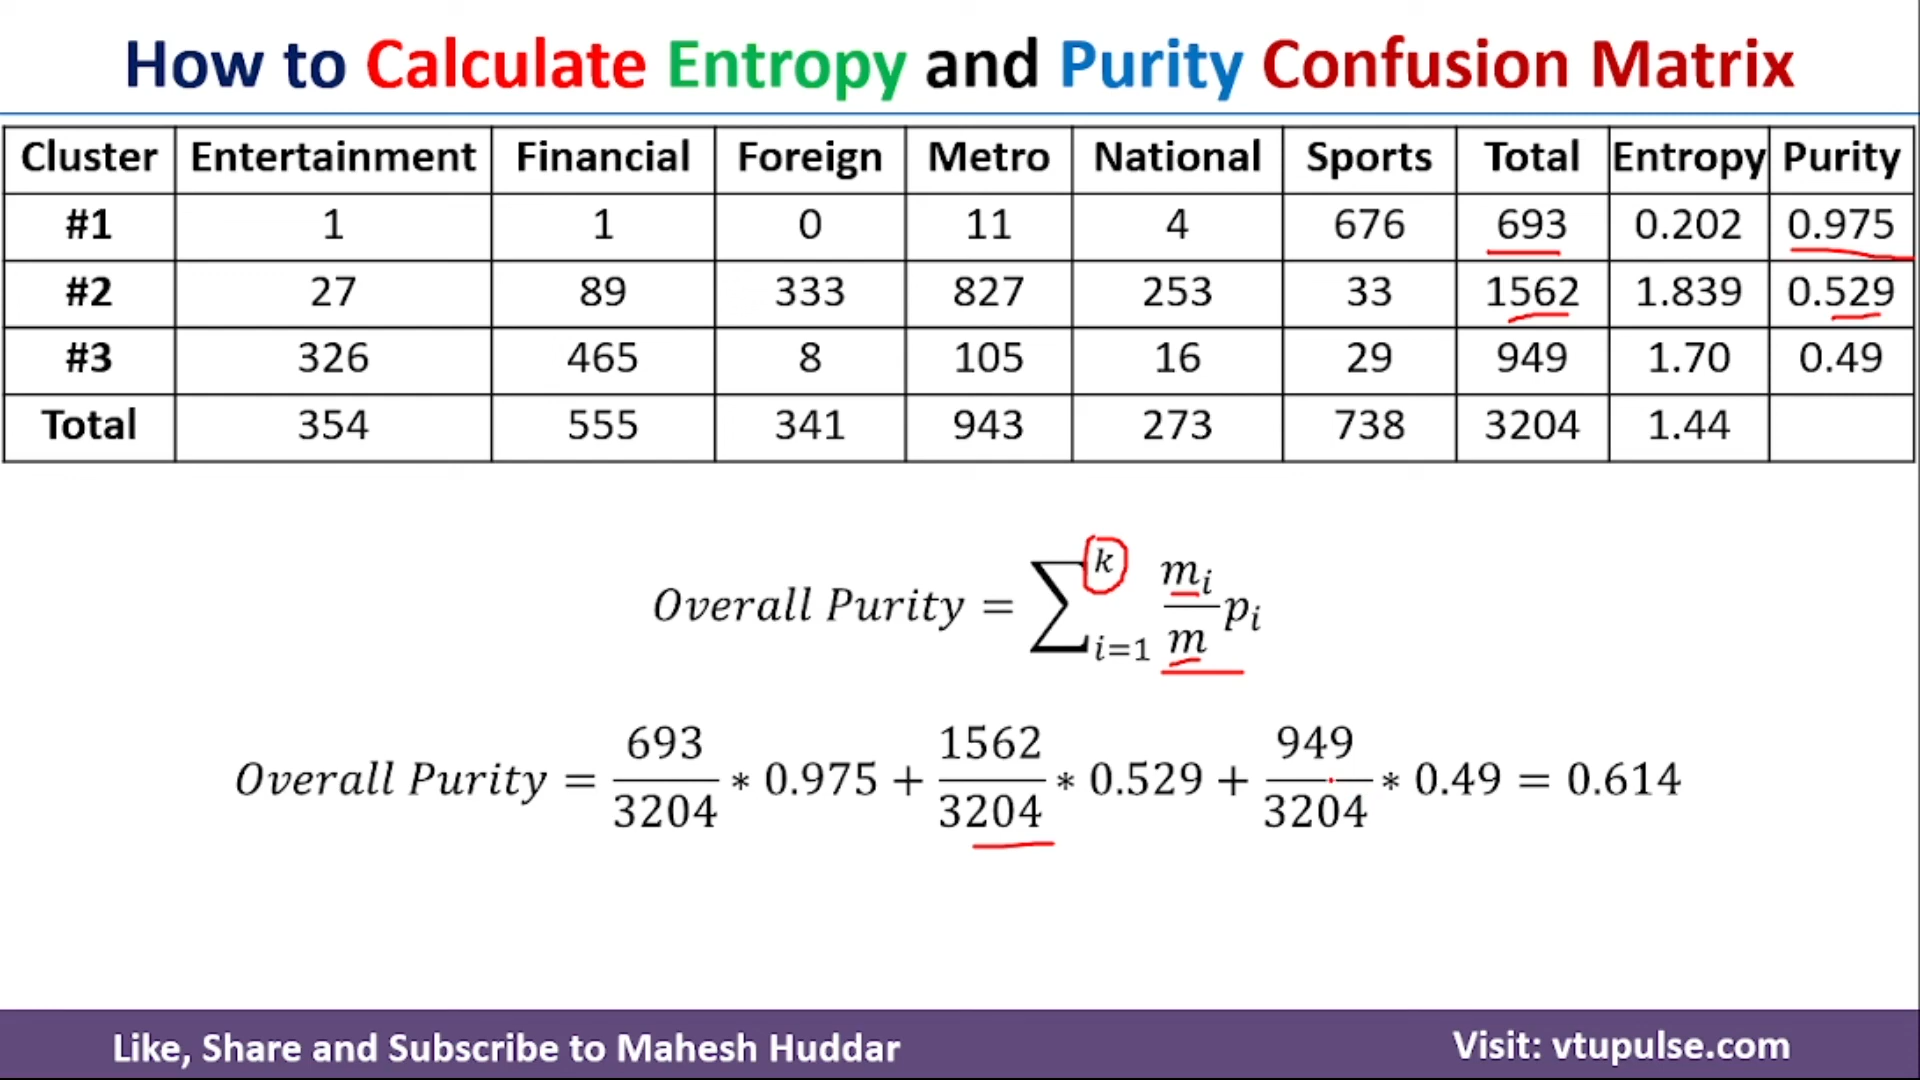 How to Calculate Entropy and Purity Confusion Matrix
Cluster Entertainment Financial Foreign Metro National Sports Total Entropy Purity
#1 1 1 0 11 4 676 693 0.202 0.975
#2 27 89 333 827 253 33 1562 1.839 0.529
#3 326 465 8 105 16 29 949 1.70 0.49
Total 354 555 341 943 273 738 3204 1.44
Overall Purity = ∑_{i=1}^{k} \frac{m_i}{m} p_i
Overall Purity = \frac{693}{3204} * 0.975 + \frac{1562}{3204} * 0.529 + \frac{949}{3204} * 0.49 = 0.614
Like, Share and Subscribe to Mahesh Huddar
Visit: vtupulse.com